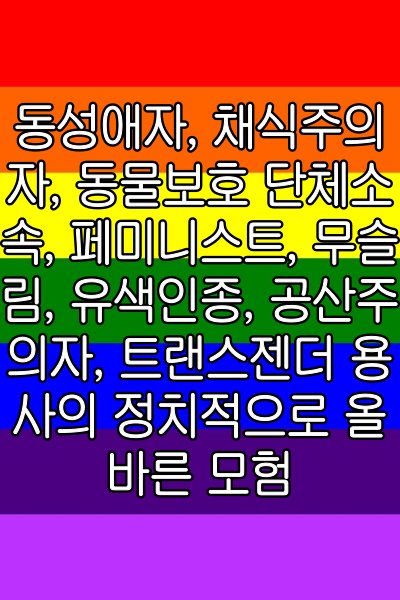 동성애자, 채식주의
자, 동물보호 단체소
속, 페미니스트, 무슬
림, 유색인종, 공산주
의자, 트랜스젠더 용
사의 정치적으로 올
바른 모험